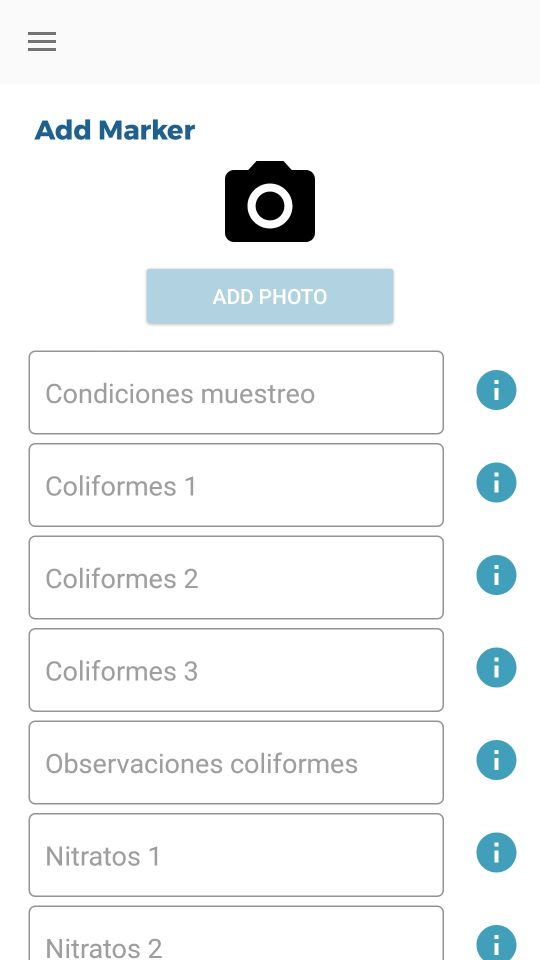 Add Marker
ADD PHOTO
Condiciones muestreo
Coliformes 1
Coliformes 2
Coliformes 3
Observaciones coliformes
Nitratos 1
Nitratos 2